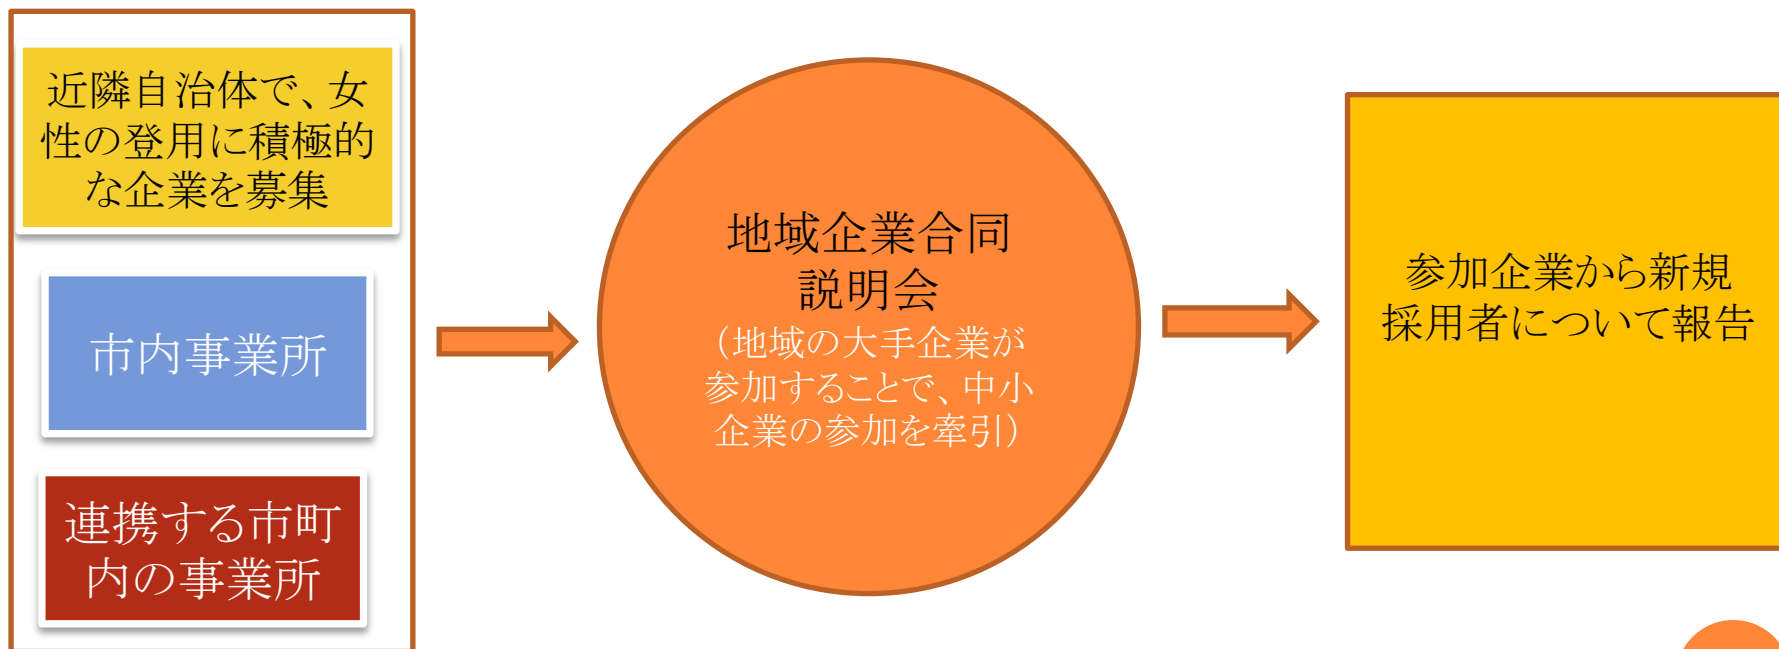 近隣自治体で、女
性の登用に積極的
な企業を募集
市内事業所
連携する市町
内の事業所
地域企業合同
説明会
（地域の大手企業が
参加することで、中小
企業の参加を牽引）
参加企業から新規
採用者について報告